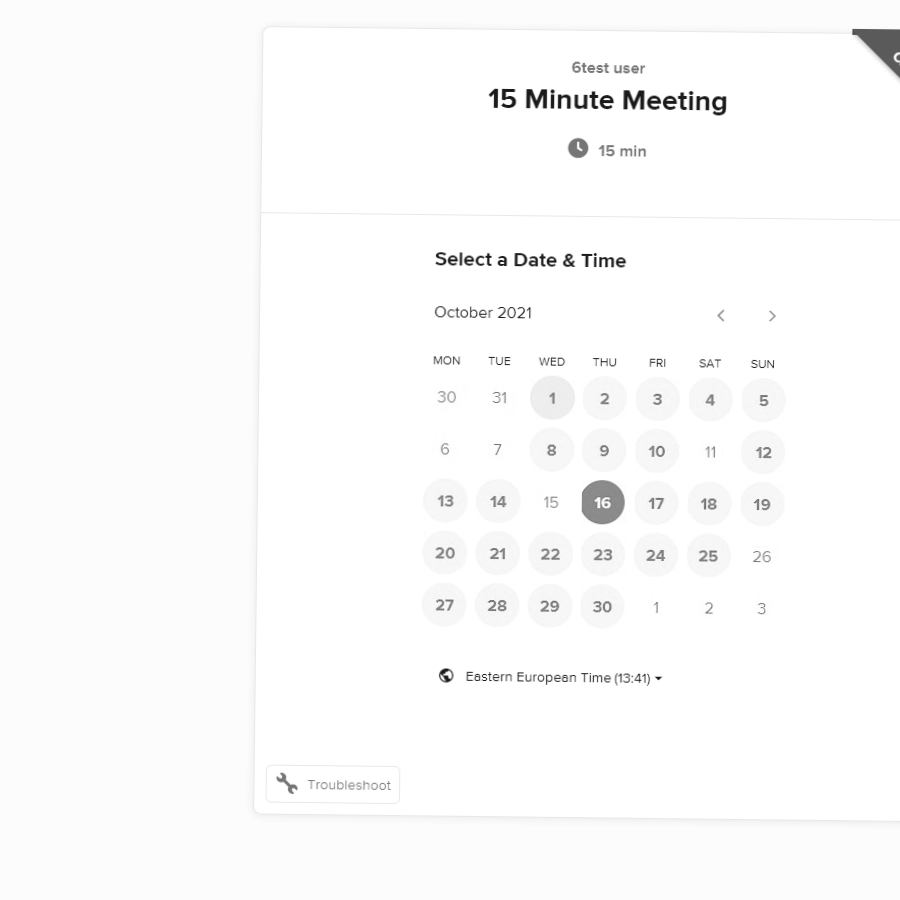 6test user
15 Minute Meeting
15 min
Select a Date & Time
October 2021
MON TUE WED THU FRI SAT SUN
30 31 1 2 3 4 5
6 7 8 9 10 11 12
13 14 15 16 17 18 19
20 21 22 23 24 25 26
27 28 29 30 1 2 3
Eastern European Time (13:41)
Troubleshoot